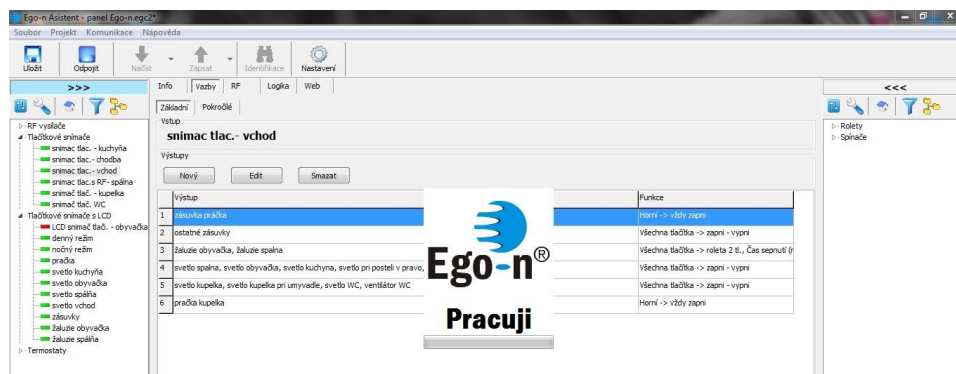 Ego-n Asistent - panel Ego-n.egc2*
Soubor Projekt Komunikace Nápověda
Uložit Odpojit Načíst Zapsat Identifikace Nastavení
>>>
Info Vazby RF Logika Web
<<<
Základní Pokročilé
RF vysílače
Tlačítkové snímače
snimac tlac. - kuchyňa
snimac tlac.- chodba
snimac tlac.- vchod
snimac tlac.s RF- spálna
snimač tlač. - kupelka
snimač tlač. WC
Tlačítkové snímače s LCD
LCD snimač tlač. - obyvačka
denný režim
nočný režim
pračka
svetlo kuchyňa
svetlo obyvačka
svetlo spálňa
svetlo vchod
zásuvky
žaluzie obyvačka
žaluzie spálňa
Termostaty
Vstup
snimac tlac.- vchod
Výstupy
Nový Edit Smazat
Výstup Funkce
1 zásuvka práčka Horní -> vždy zapni
2 ostatné zásuvky Všechna tlačítka -> zapni - vypni
3 žaluzie obyvačka, žaluzie spalna Všechna tlačítka -> roleta 2 tl., Čas sepnutí (r
4 svetlo spalna, svetlo obyvačka, svetlo kuchyna, svetlo pri posteli v pravo, Všechna tlačítka -> zapni - vypni
5 svetlo kupelka, svetlo kupelka pri umyvadle, svetlo WC, ventilátor WC Všechna tlačítka -> zapni - vypni
6 pračka kupelka Horní -> vždy zapni
Ego-n®
Pracuji
Rolety
Spínače